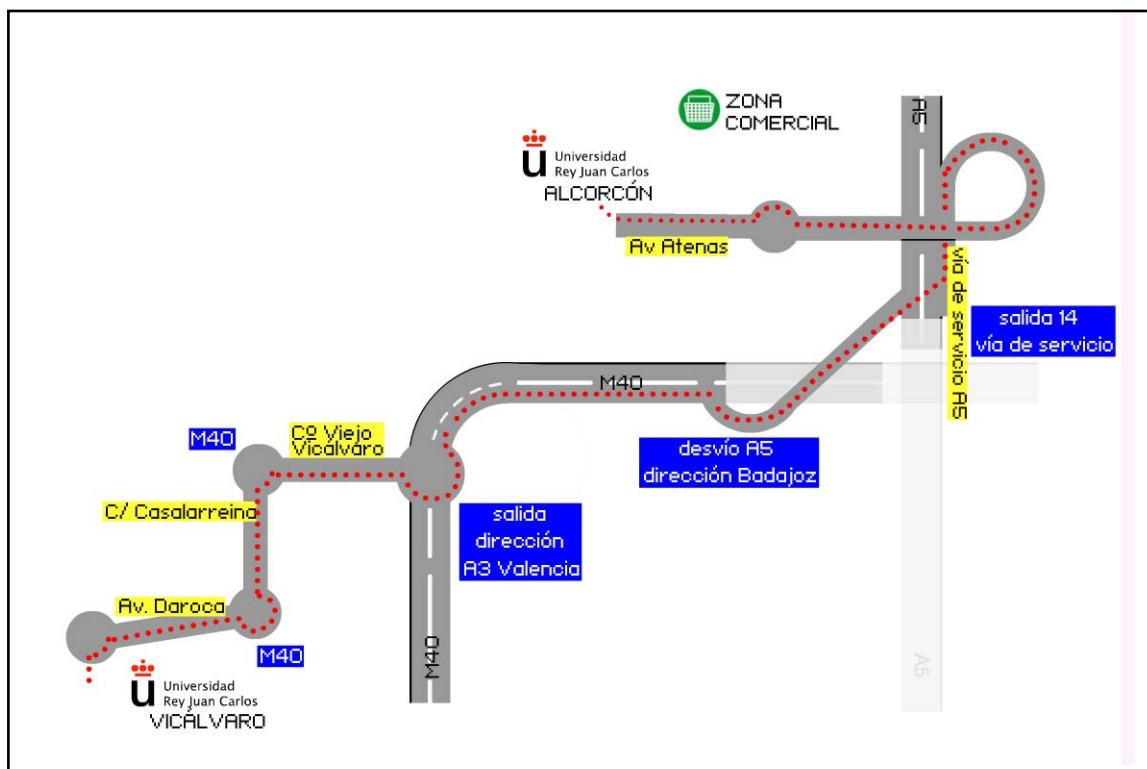 ZONA
COMERCIAL
A5
ü Universidad
Rey Juan Carlos
ALCORCÓN
Av Atenas
vía de servicio A5
salida 14
vía de servicio
M40
desvío A5
dirección Badajoz
Cº Viejo
Vicálvaro
M40
C/ Casalarreina
salida
dirección
A3 Valencia
Av. Daroca
M40
M40
A5
ü Universidad
Rey Juan Carlos
VICÁLVARO